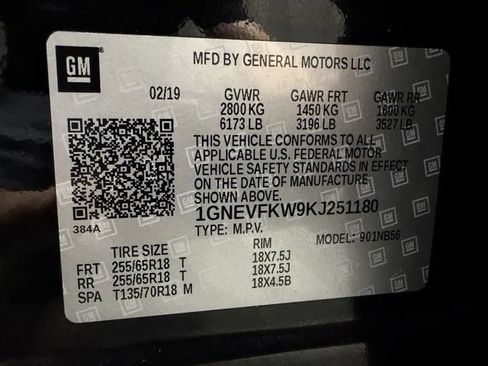 GM
MFD BY GENERAL MOTORS LLC
02/19 GVWR GAWR FRT GAWR RR
2800 KG 1450 KG 1600 KG
6173 LB 3196 LB 3527 LB
THIS VEHICLE CONFORMS TO ALL
APPLICABLE U.S. FEDERAL MOTOR
VEHICLE SAFETY STANDARDS IN EFFECT
ON THE DATE OF MANUFACTURE
SHOWN ABOVE.
384A 1GNEVFKW9KJ251180
TYPE: M.P.V. MODEL: 901NB56
TIRE SIZE RIM
FRT 255/65R18 T 18X7.5J
RR 255/65R18 T 18X7.5J
SPA T135/70R18 M 18X4.5B